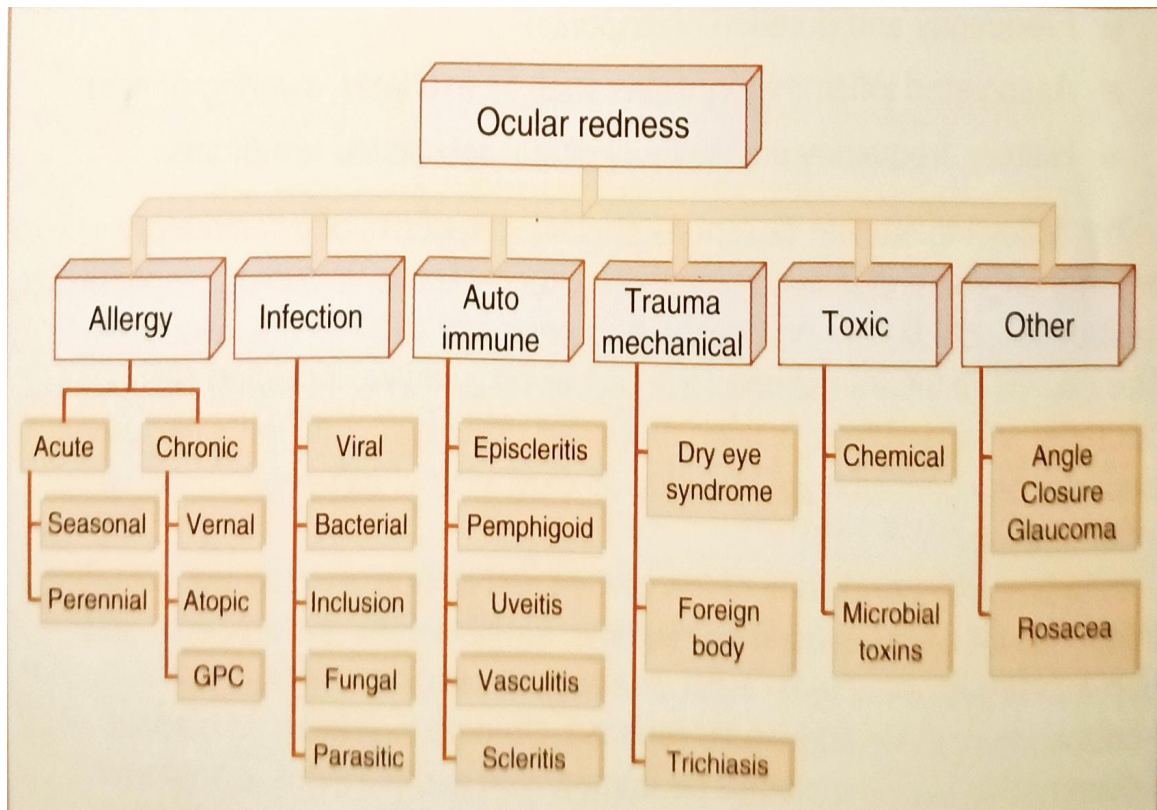 Ocular redness
Allergy
Infection
Auto
immune
Trauma
mechanical
Toxic
Other
Acute
Seasonal
Perennial
Chronic
Vernal
Atopic
GPC
Viral
Bacterial
Inclusion
Fungal
Parasitic
Episcleritis
Pemphigoid
Uveitis
Vasculitis
Scleritis
Dry eye
syndrome
Foreign
body
Trichiasis
Chemical
Microbial
toxins
Angle
Closure
Glaucoma
Rosacea